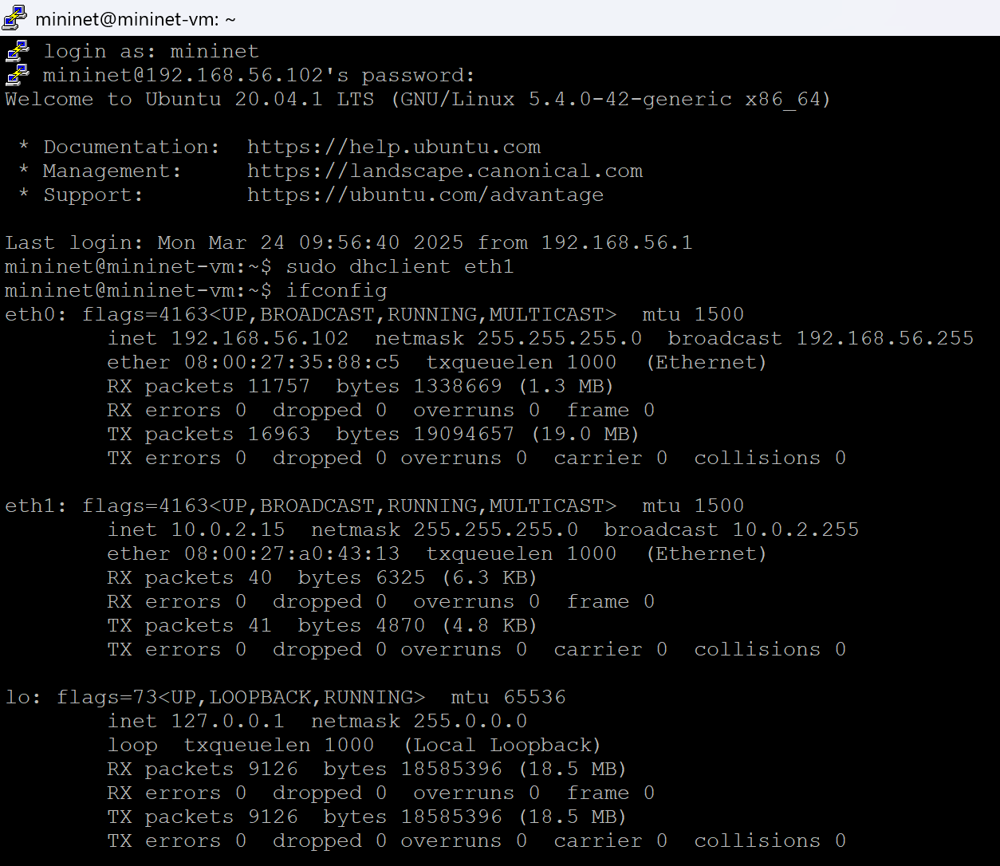 mininet@mininet-vm: ~
login as: mininet
mininet@192.168.56.102's password:
Welcome to Ubuntu 20.04.1 LTS (GNU/Linux 5.4.0-42-generic x86_64)
* Documentation:  https://help.ubuntu.com
* Management:     https://landscape.canonical.com
* Support:        https://ubuntu.com/advantage
Last login: Mon Mar 24 09:56:40 2025 from 192.168.56.1
mininet@mininet-vm:~$ sudo dhclient eth1
mininet@mininet-vm:~$ ifconfig
eth0: flags=4163<UP,BROADCAST,RUNNING,MULTICAST>  mtu 1500
inet 192.168.56.102  netmask 255.255.255.0  broadcast 192.168.56.255
ether 08:00:27:35:88:c5  txqueuelen 1000  (Ethernet)
RX packets 11757  bytes 1338669 (1.3 MB)
RX errors 0  dropped 0  overruns 0  frame 0
TX packets 16963  bytes 19094657 (19.0 MB)
TX errors 0  dropped 0 overruns 0  carrier 0  collisions 0
eth1: flags=4163<UP,BROADCAST,RUNNING,MULTICAST>  mtu 1500
inet 10.0.2.15  netmask 255.255.255.0  broadcast 10.0.2.255
ether 08:00:27:a0:43:13  txqueuelen 1000  (Ethernet)
RX packets 40  bytes 6325 (6.3 KB)
RX errors 0  dropped 0  overruns 0  frame 0
TX packets 41  bytes 4870 (4.8 KB)
TX errors 0  dropped 0 overruns 0  carrier 0  collisions 0
lo: flags=73<UP,LOOPBACK,RUNNING>  mtu 65536
inet 127.0.0.1  netmask 255.0.0.0
loop  txqueuelen 1000  (Local Loopback)
RX packets 9126  bytes 18585396 (18.5 MB)
RX errors 0  dropped 0  overruns 0  frame 0
TX packets 9126  bytes 18585396 (18.5 MB)
TX errors 0  dropped 0 overruns 0  carrier 0  collisions 0